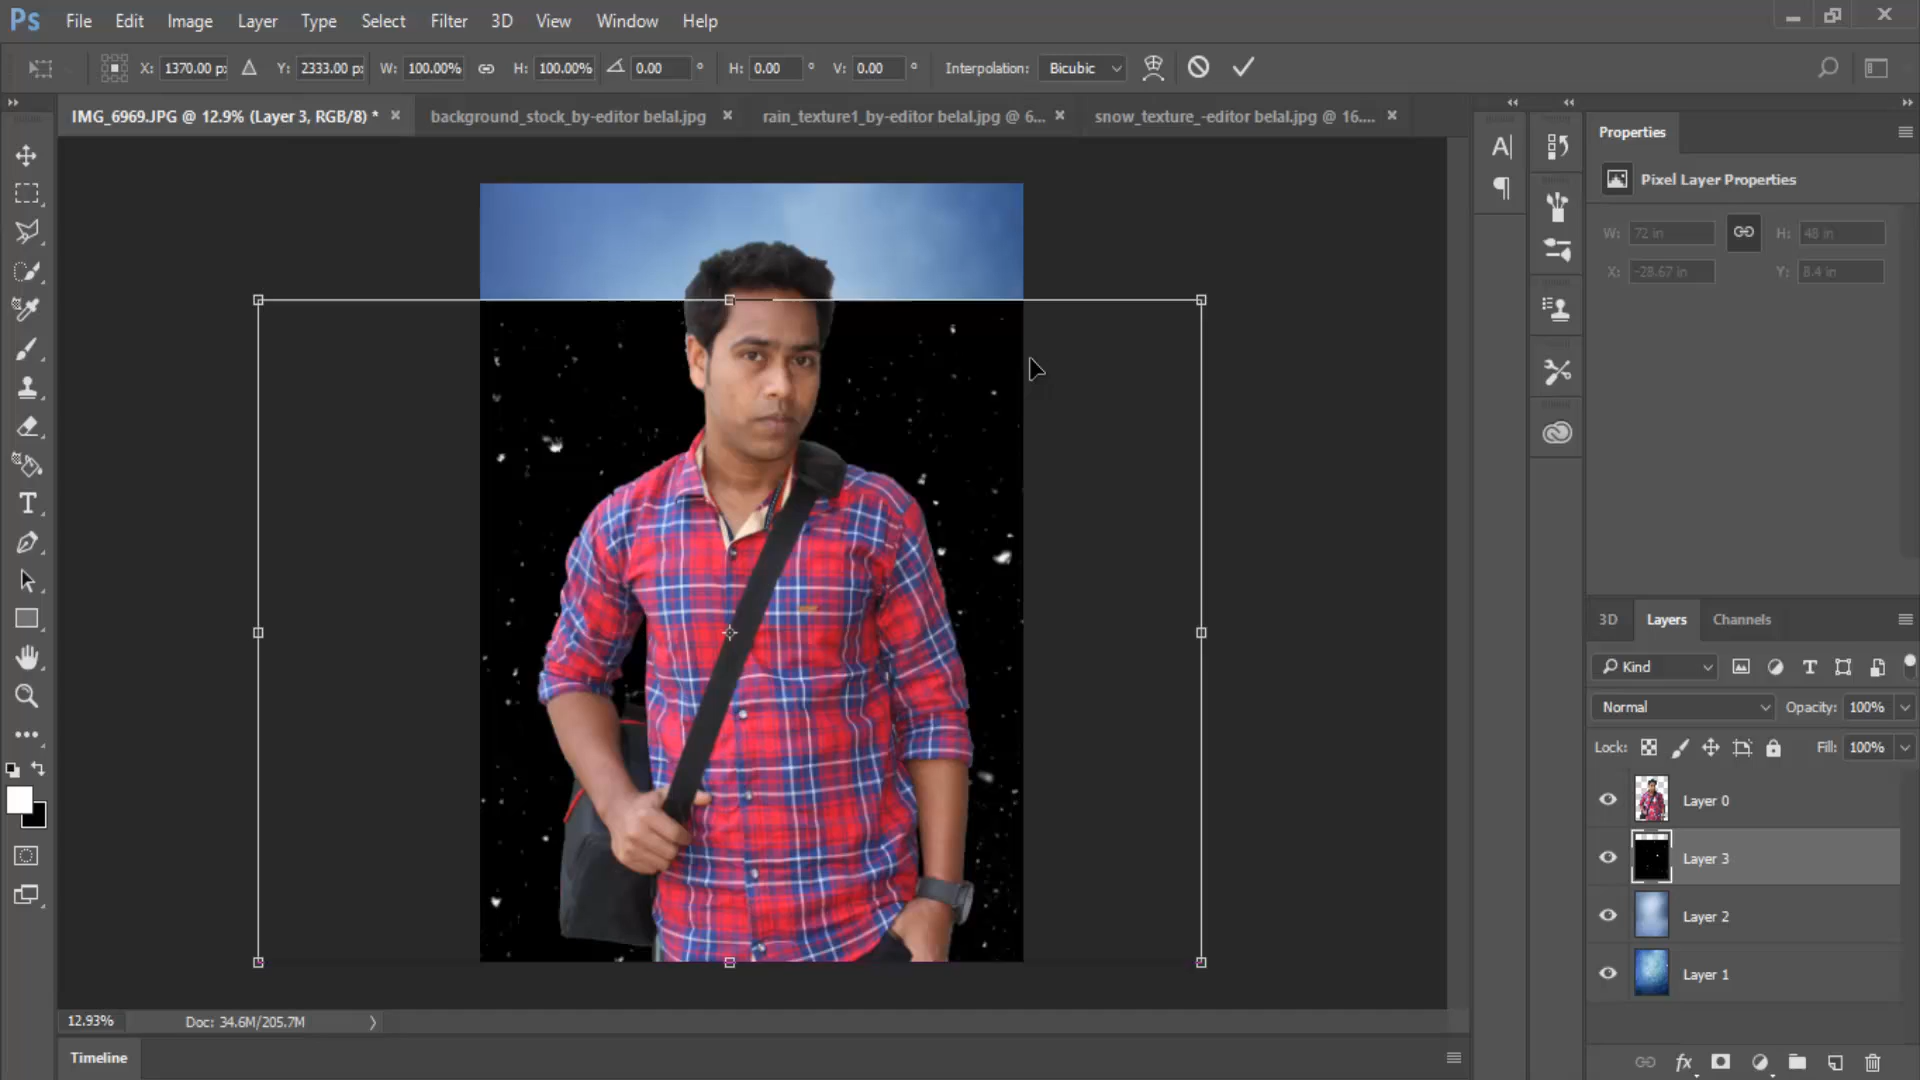 Ps File Edit Image Layer Type Select Filter 3D View Window Help
X: 1370.00 px Y: 2333.00 px W: 100.00% H: 100.00% 0.00 ° H: 0.00 ° V: 0.00 ° Interpolation: Bicubic
IMG_6969.JPG @ 12.9% (Layer 3, RGB/8) * × background_stock_by-editor belal.jpg × rain_texture1_by-editor belal.jpg @ 6... × snow_texture_-editor belal.jpg @ 16.... ×
Properties
Pixel Layer Properties
W: 72 in H: 48 in
X: -28.67 in Y: 8.4 in
3D Layers Channels
Kind
Normal Opacity: 100%
Lock: Fill: 100%
Layer 0
Layer 3
Layer 2
Layer 1
12.93% Doc: 34.6M/205.7M
Timeline